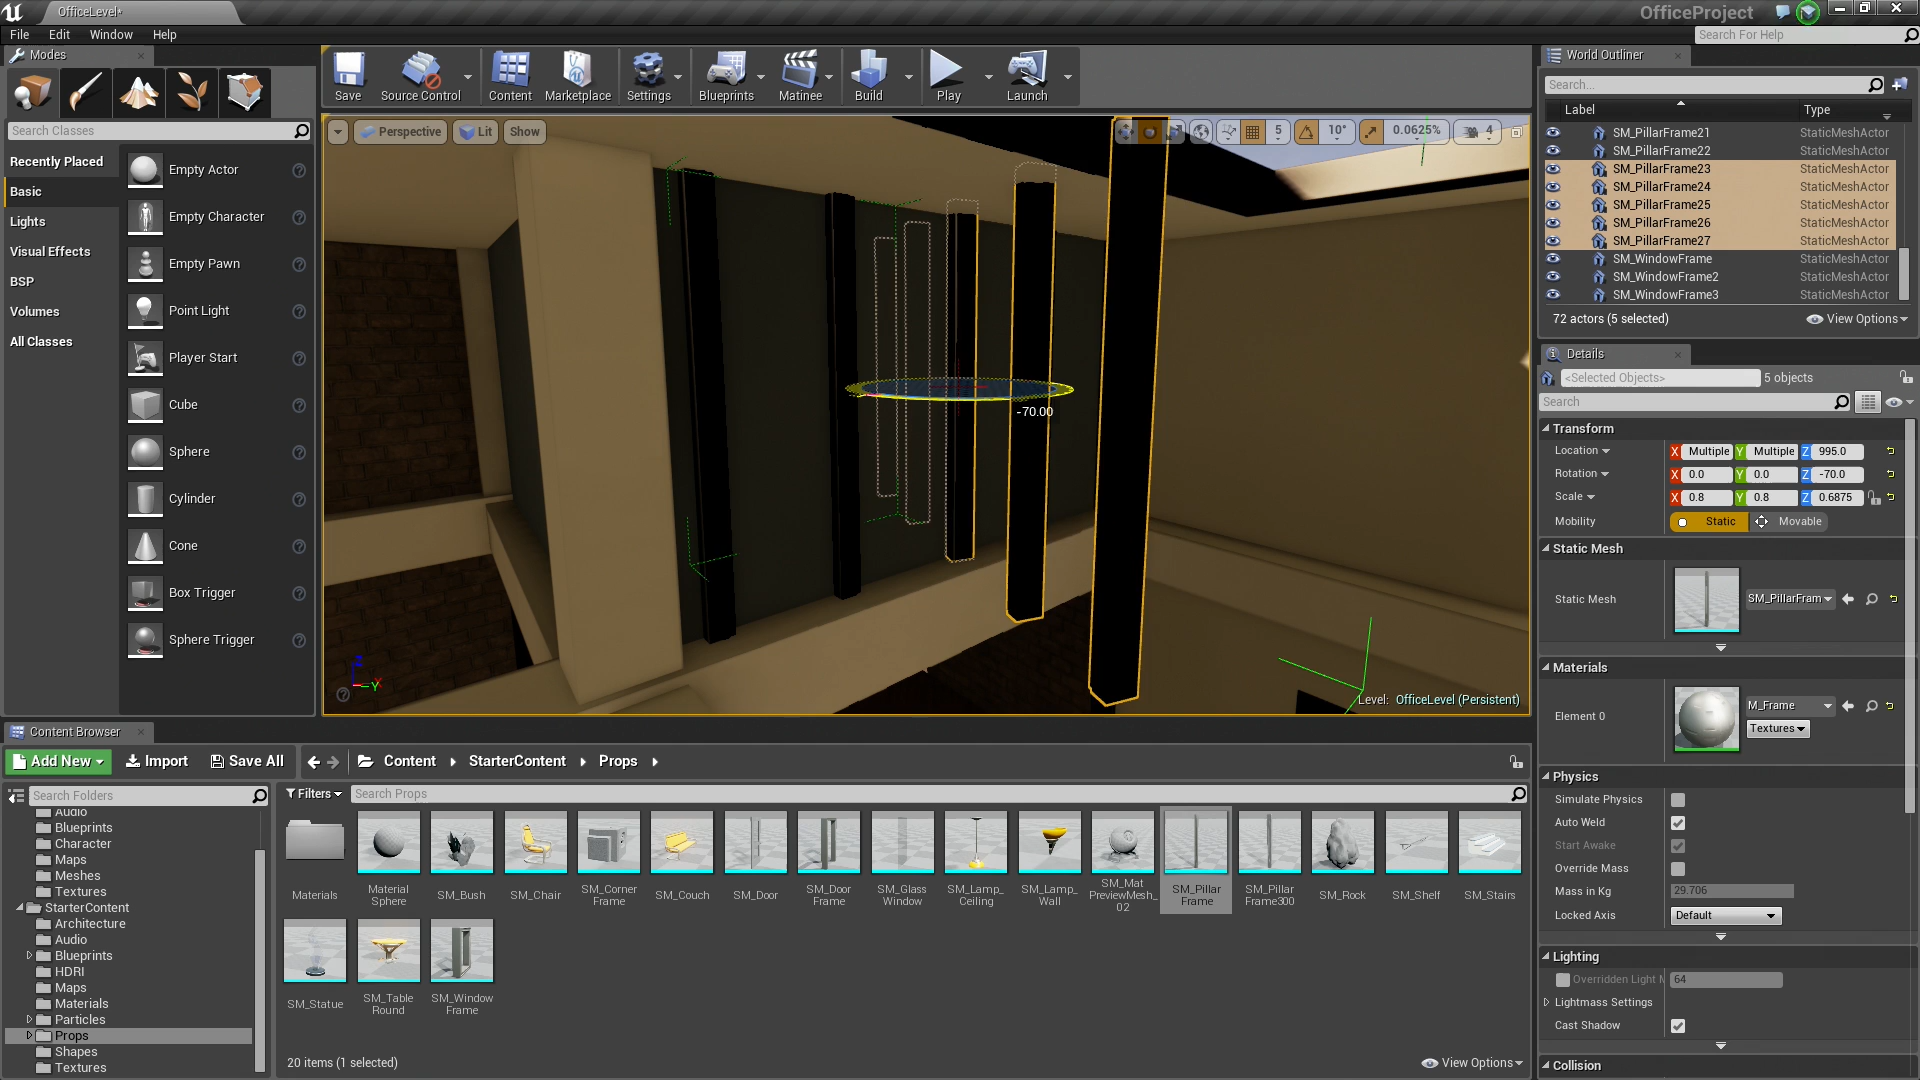 OfficeLevel*
OfficeProject
File Edit Window Help
Search For Help
Modes
Search Classes
Recently Placed
Basic
Lights
Visual Effects
BSP
Volumes
All Classes
Empty Actor
Empty Character
Empty Pawn
Point Light
Player Start
Cube
Sphere
Cylinder
Cone
Box Trigger
Sphere Trigger
Save
Source Control
Content
Marketplace
Settings
Blueprints
Matinee
Build
Play
Launch
Perspective Lit Show
5 10° 0.0625% 4
-70.00
Z
Y
Level: OfficeLevel (Persistent)
World Outliner
Search...
Label Type
SM_PillarFrame21 StaticMeshActor
SM_PillarFrame22 StaticMeshActor
SM_PillarFrame23 StaticMeshActor
SM_PillarFrame24 StaticMeshActor
SM_PillarFrame25 StaticMeshActor
SM_PillarFrame26 StaticMeshActor
SM_PillarFrame27 StaticMeshActor
SM_WindowFrame StaticMeshActor
SM_WindowFrame2 StaticMeshActor
SM_WindowFrame3 StaticMeshActor
72 actors (5 selected)
View Options
Details
<Selected Objects> 5 objects
Search
Transform
Location X Multiple Y Multiple Z 995.0
Rotation X 0.0 Y 0.0 Z -70.0
Scale X 0.8 Y 0.8 Z 0.6875
Mobility Static Movable
Static Mesh
Static Mesh SM_PillarFram
Materials
Element 0 M_Frame
Textures
Physics
Simulate Physics
Auto Weld
Start Awake
Override Mass
Mass in Kg 29.706
Locked Axis Default
Lighting
Overridden Light M 64
Lightmass Settings
Cast Shadow
Collision
Content Browser
Add New Import Save All Content StarterContent Props
Search Folders
Audio
Blueprints
Character
Maps
Meshes
Textures
StarterContent
Architecture
Audio
Blueprints
HDRI
Maps
Materials
Particles
Props
Shapes
Textures
Filters Search Props
Materials
Material
Sphere
SM_Bush
SM_Chair
SM_Corner
Frame
SM_Couch
SM_Door
SM_Door
Frame
SM_Glass
Window
SM_Lamp_
Ceiling
SM_Lamp_
Wall
SM_Mat
PreviewMesh_
02
SM_Pillar
Frame
SM_Pillar
Frame300
SM_Rock
SM_Shelf
SM_Stairs
SM_Statue
SM_Table
Round
SM_Window
Frame
20 items (1 selected)
View Options